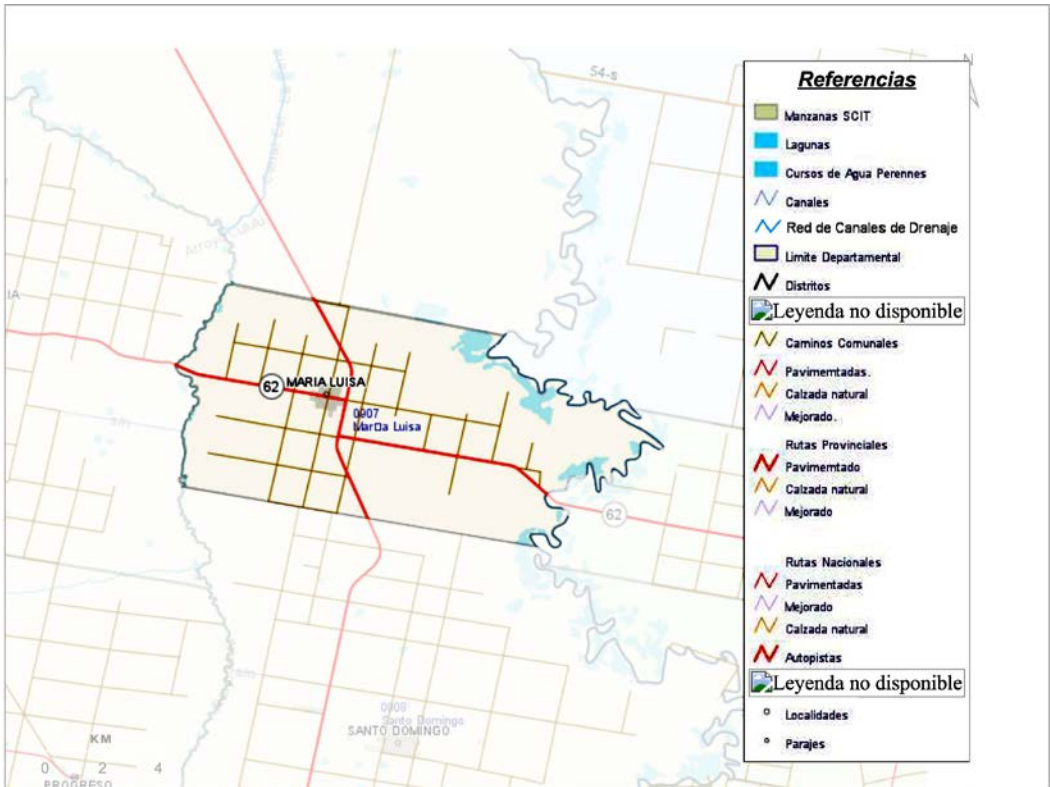 54-s
N
IA
62
MARIA LUISA
0907
Mar□a Luisa
62
0908
Santo Domingo
SANTO DOMINGO
KM
0 2 4
PROGRESO
Referencias
Manzanas SCIT
Lagunas
Cursos de Agua Perennes
Canales
Red de Canales de Drenaje
Limite Departamental
Distritos
Leyenda no disponible
Caminos Comunales
Pavimemtadas.
Calzada natural
Mejorado.
Rutas Provinciales
Pavimemtado
Calzada natural
Mejorado
Rutas Nacionales
Pavimentadas
Mejorado
Calzada natural
Autopistas
Leyenda no disponible
Localidades
Parajes